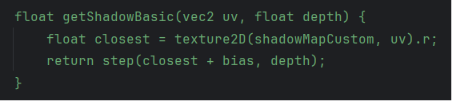 float getShadowBasic(vec2 uv, float depth) {
    float closest = texture2D(shadowMapCustom, uv).r;
    return step(closest + bias, depth);
}